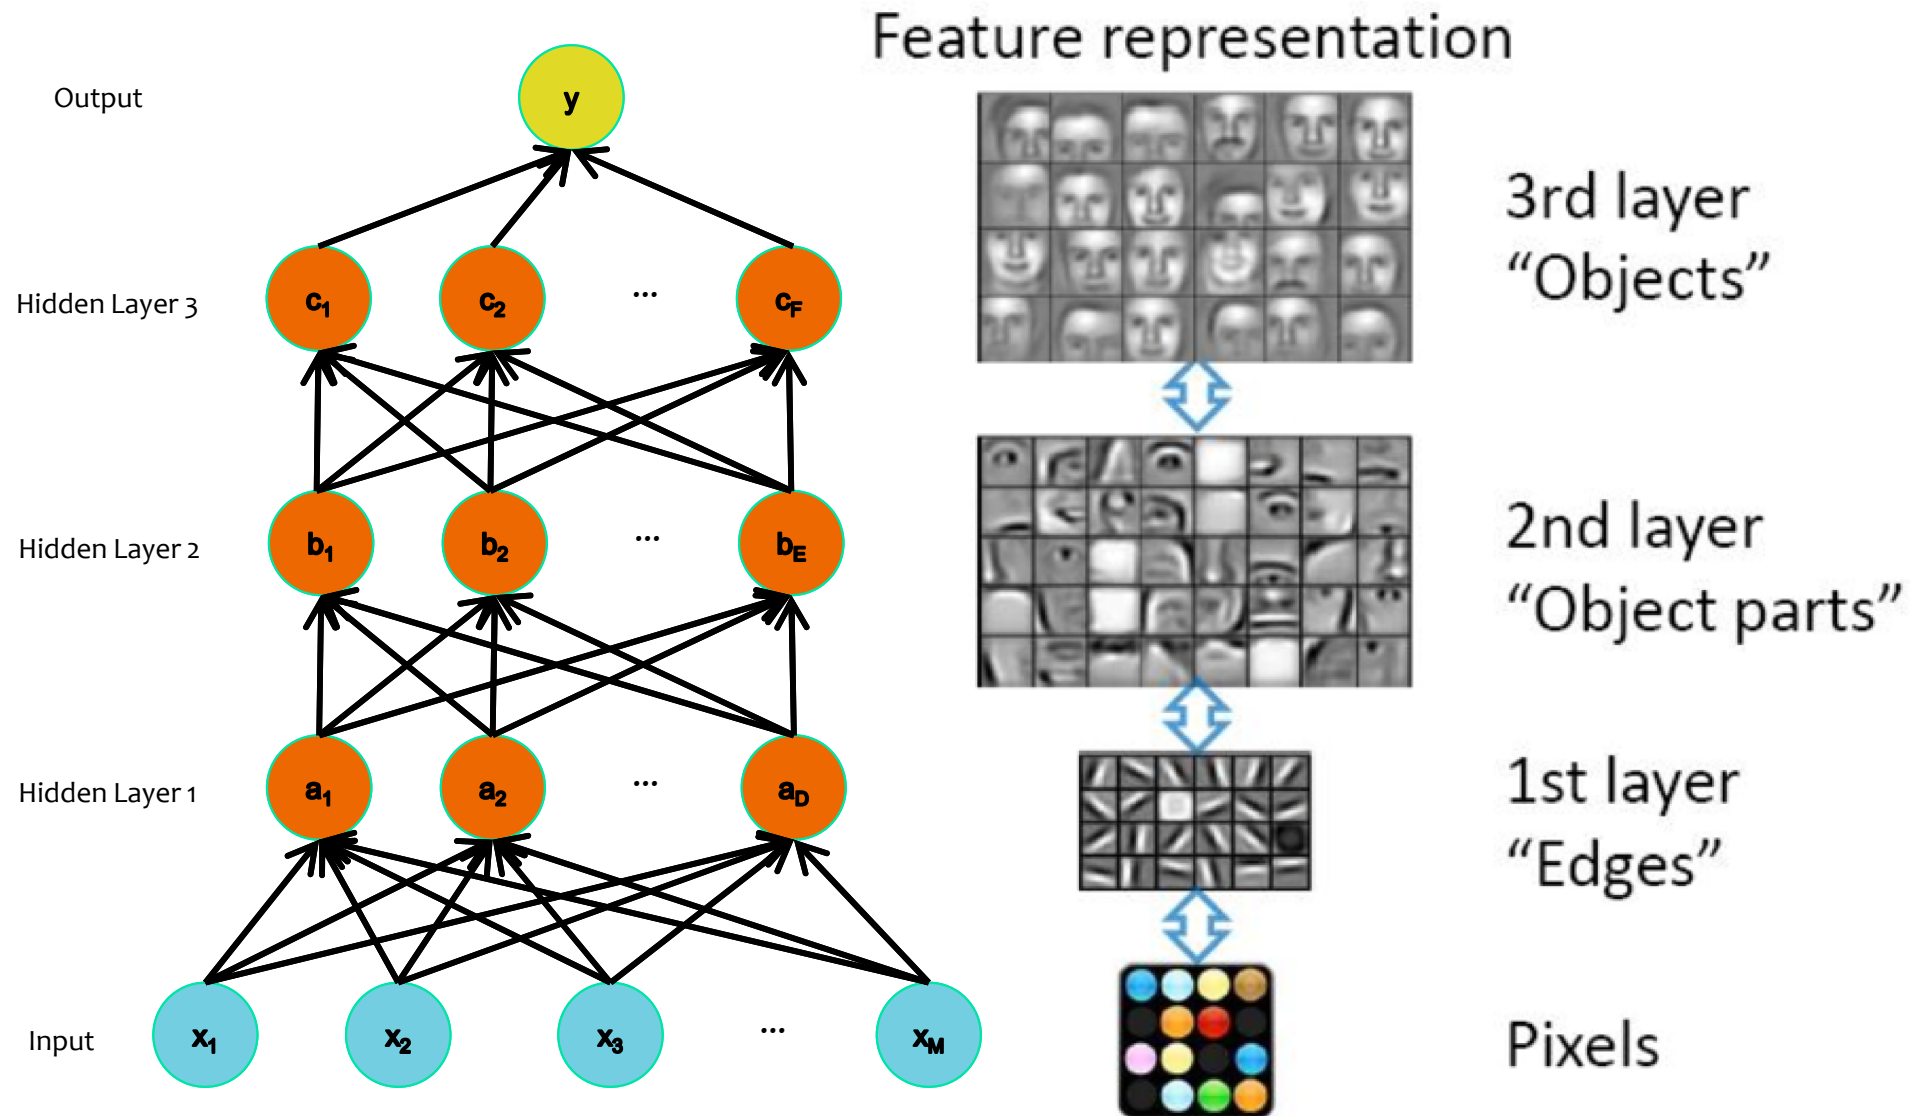 Feature representation
Output
y
3rd layer
“Objects”
Hidden Layer 3
c1
c2
...
cF
2nd layer
“Object parts”
Hidden Layer 2
b1
b2
...
bE
1st layer
“Edges”
Hidden Layer 1
a1
a2
...
aD
Input
x1
x2
x3
...
xM
Pixels